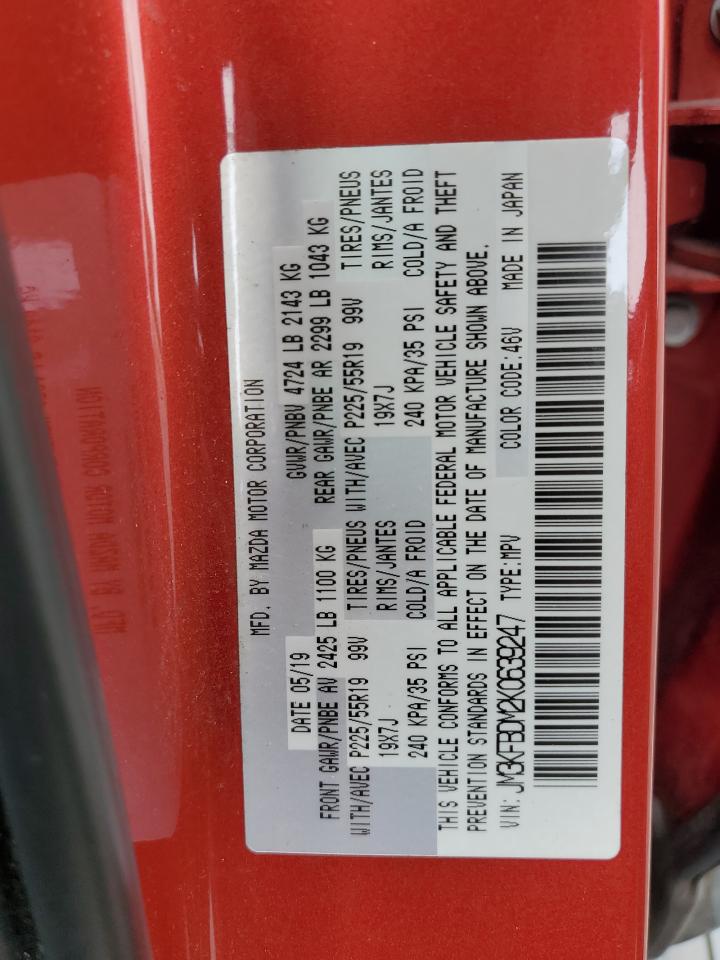 MFD. BY MAZDA MOTOR CORPORATION
DATE 05/19 GVWR/PNBV 4724 LB 2143 KG
FRONT GAWR/PNBE AV 2425 LB 1100 KG REAR GAWR/PNBE AR 2299 LB 1043 KG
WITH/AVEC P225/55R19 99V TIRES/PNEUS WITH/AVEC P225/55R19 99V TIRES/PNEUS
19X7J RIMS/JANTES 19X7J RIMS/JANTES
240 KPA/35 PSI COLD/A FROID 240 KPA/35 PSI COLD/A FROID
THIS VEHICLE CONFORMS TO ALL APPLICABLE FEDERAL MOTOR VEHICLE SAFETY AND THEFT
PREVENTION STANDARDS IN EFFECT ON THE DATE OF MANUFACTURE SHOWN ABOVE.
VIN: JM3KFBDM2K0639247 TYPE:MPV COLOR CODE:46V MADE IN JAPAN